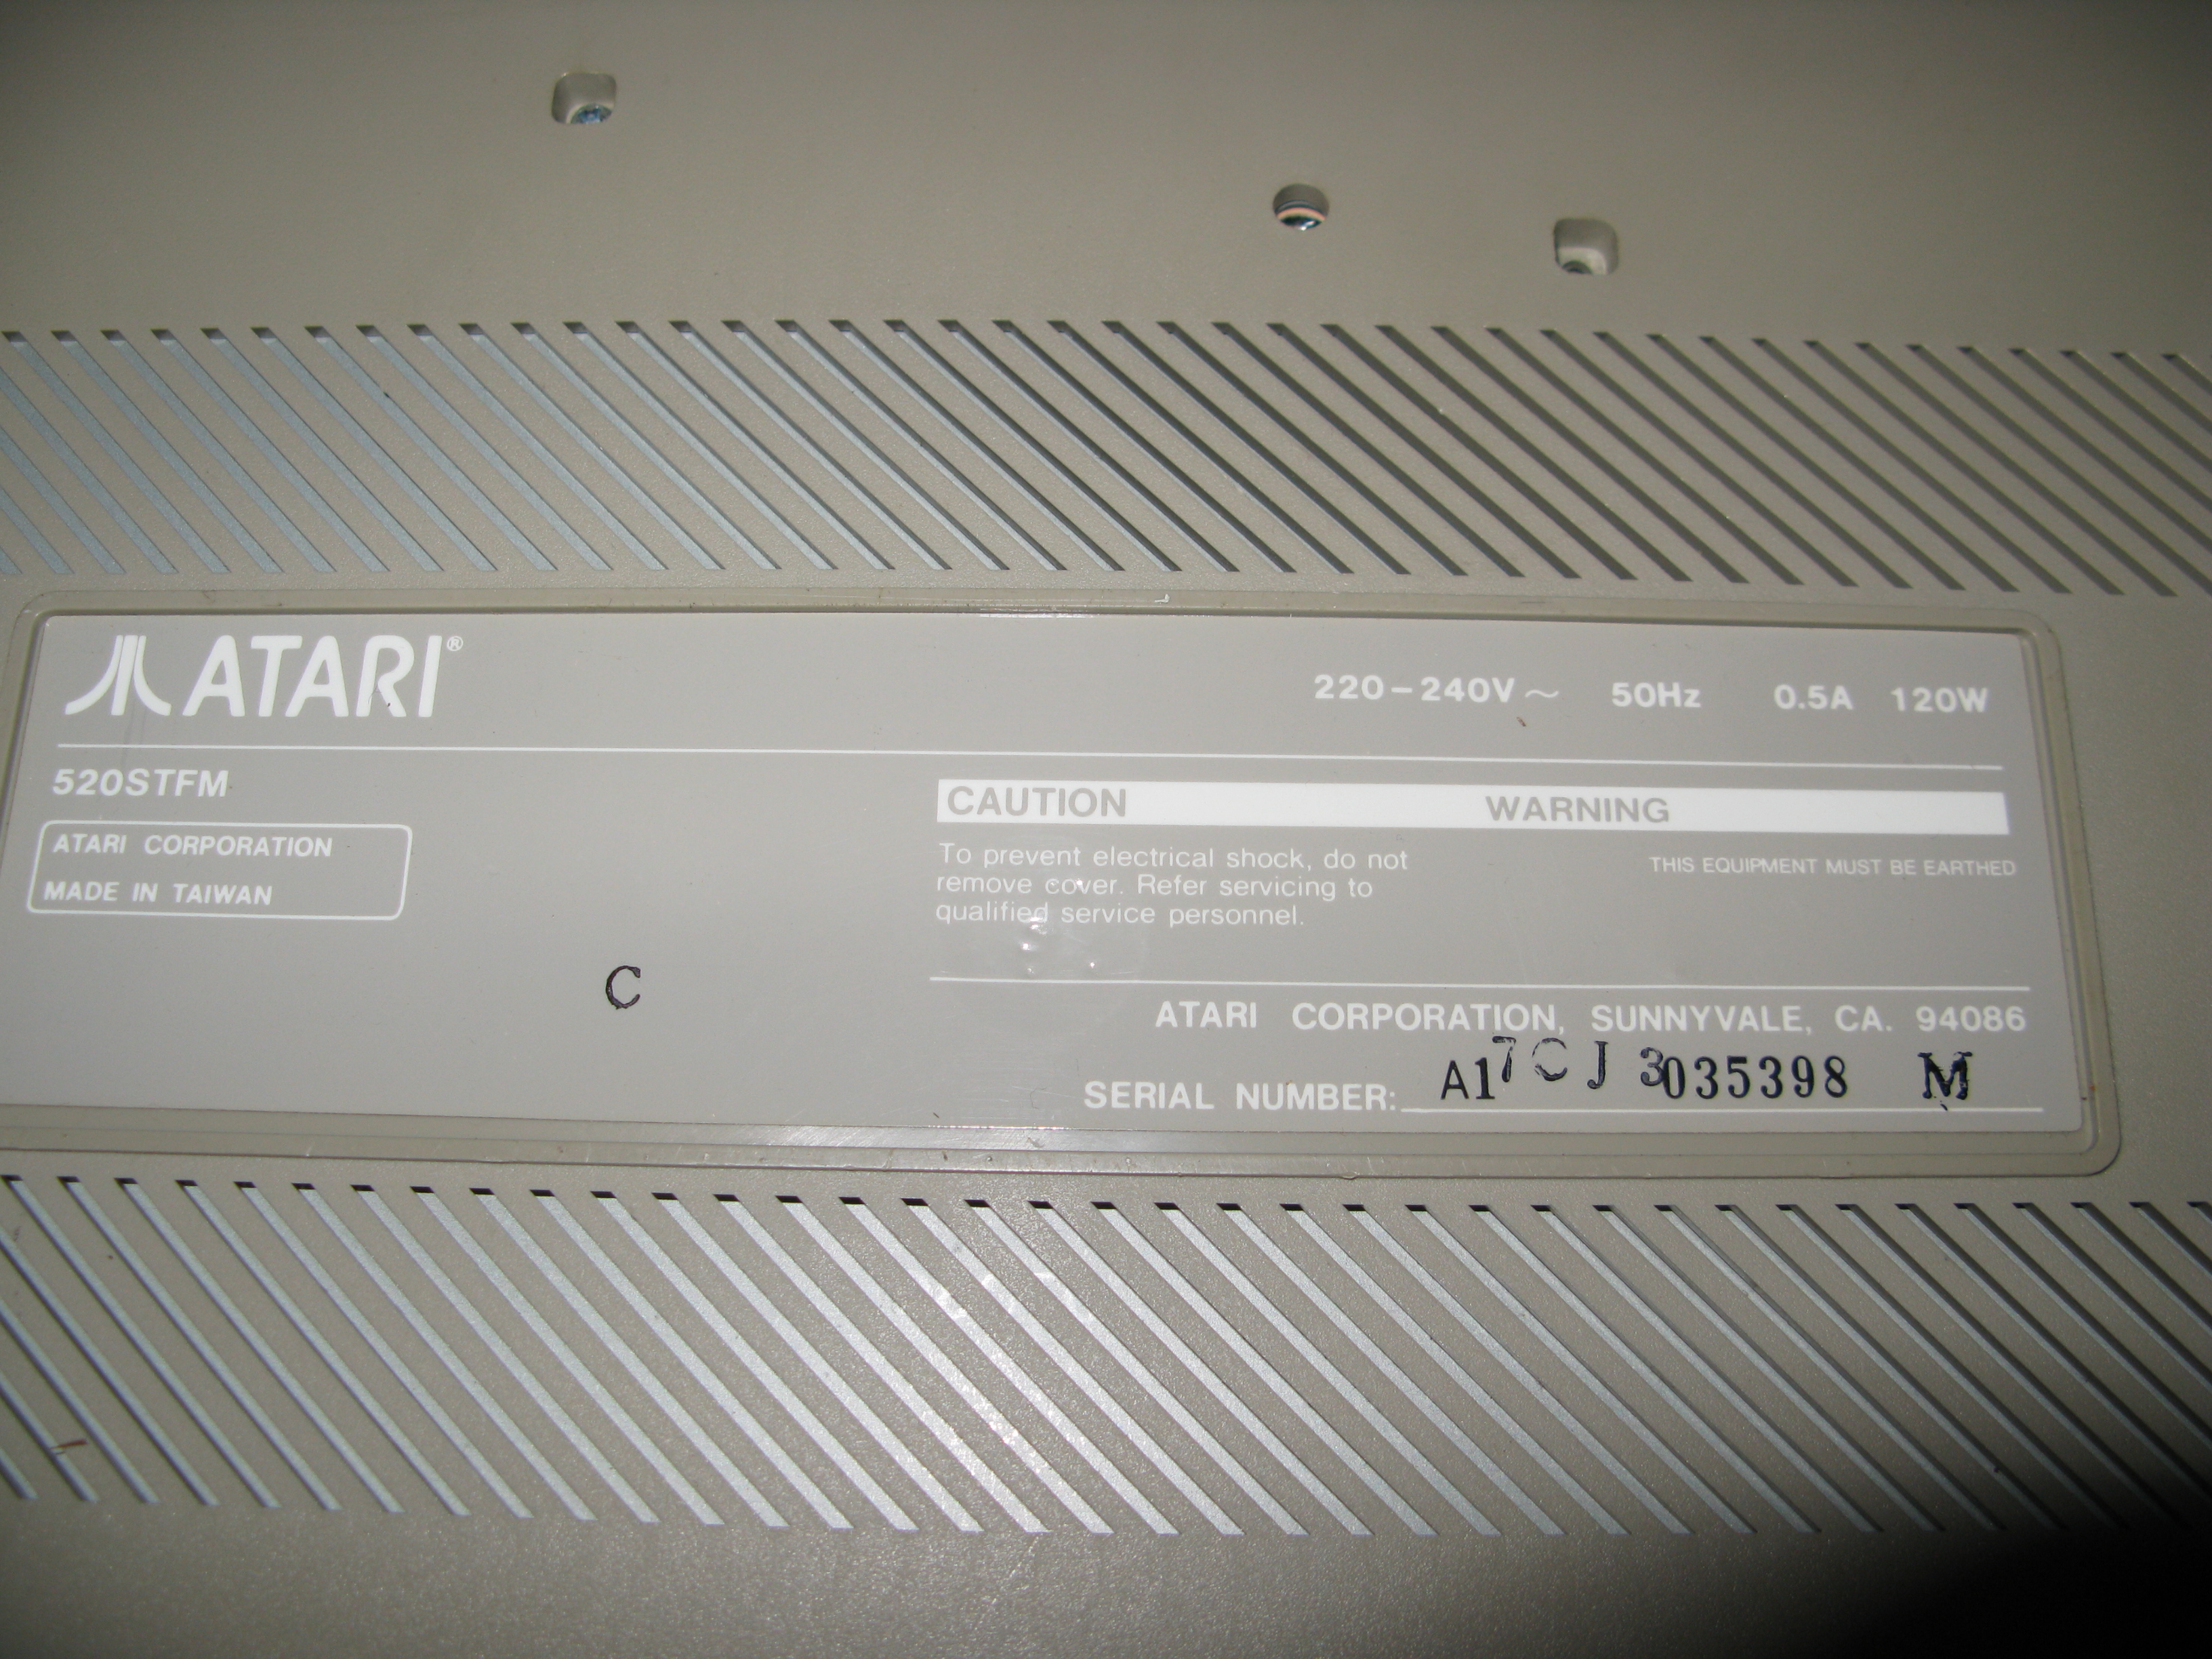 ATARI®
220-240V~ 50Hz 0.5A 120W
520STFM
ATARI CORPORATION
MADE IN TAIWAN
CAUTION WARNING
To prevent electrical shock, do not
remove cover. Refer servicing to
qualified service personnel.
THIS EQUIPMENT MUST BE EARTHED
C
ATARI CORPORATION, SUNNYVALE, CA. 94086
SERIAL NUMBER: A17CJ3035398 M